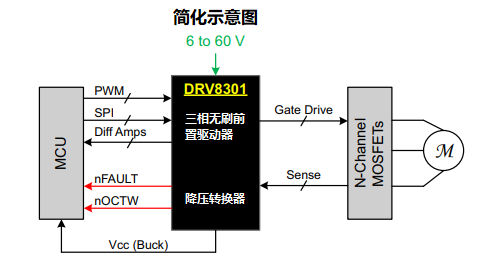 简化示意图
6 to 60 V
MCU
PWM
SPI
Diff Amps
nFAULT
nOCTW
Vcc (Buck)
DRV8301
三相无刷前
置驱动器
降压转换器
Gate Drive
Sense
N-Channel
MOSFETs
M